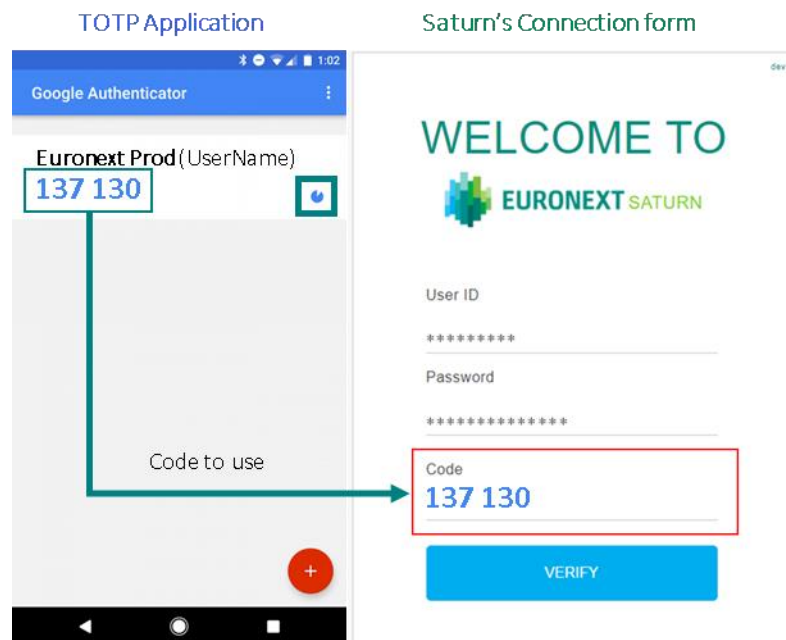 TOTP Application
Saturn's Connection form
1:02
Google Authenticator
Euronext Prod (UserName)
137 130
Code to use
+
dev
WELCOME TO
EURONEXT SATURN
User ID
*********
Password
**************
Code
137 130
VERIFY